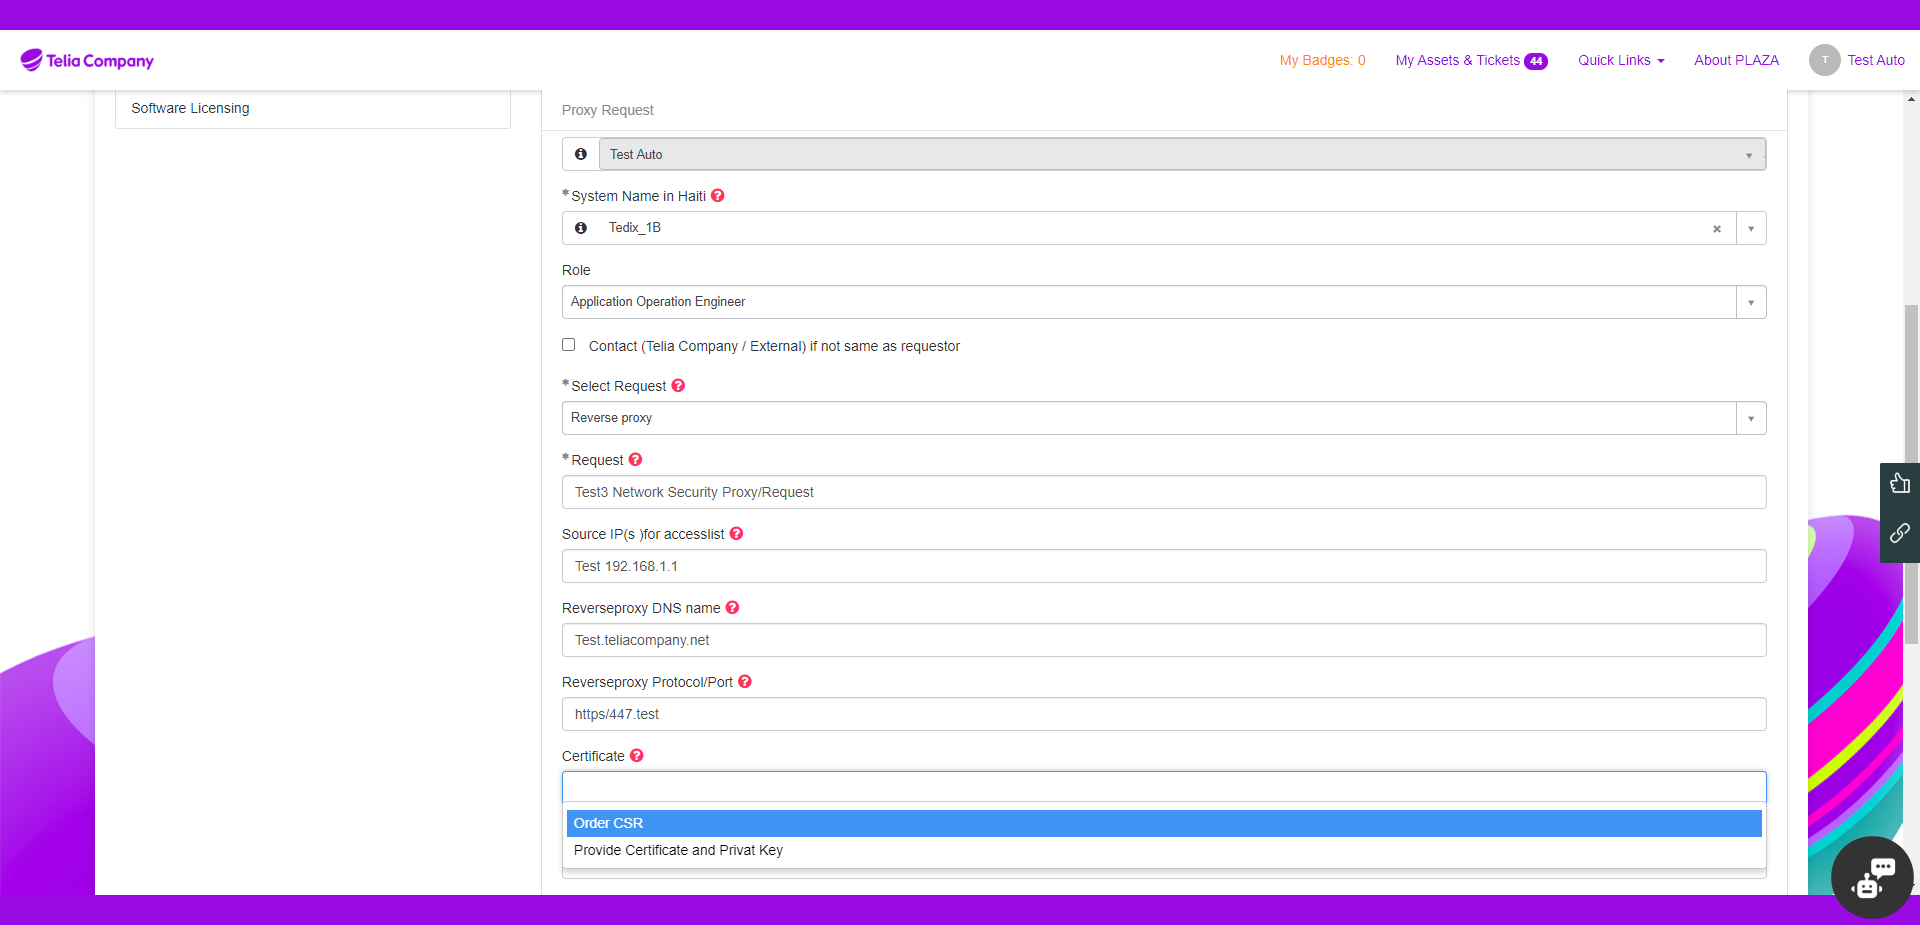 Telia Company
My Badges: 0
My Assets & Tickets 44
Quick Links
About PLAZA
T
Test Auto
Software Licensing
Proxy Request
Test Auto
* System Name in Haiti
Tedix_1B
Role
Application Operation Engineer
Contact (Telia Company / External) if not same as requestor
* Select Request
Reverse proxy
* Request
Test3 Network Security Proxy/Request
Source IP(s )for accesslist
Test 192.168.1.1
Reverseproxy DNS name
Test.teliacompany.net
Reverseproxy Protocol/Port
https/447.test
Certificate
Order CSR
Provide Certificate and Privat Key